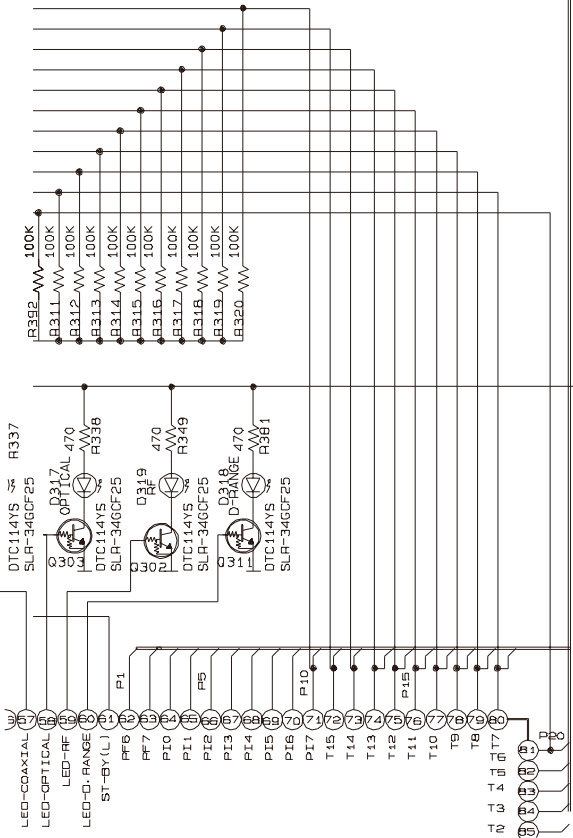 100K 100K 100K 100K 100K 100K 100K 100K 100K 100K 100K
R392 R311 R312 R313 R314 R315 R316 R317 R318 R319 R320
R337
470
R338
470
R349
470
R381
D317
OPTICAL
D319
RF
D318
D-RANGE
DTC114YS
SLR-34GCF25
DTC114YS
SLR-34GCF25
DTC114YS
SLR-34GCF25
DTC114YS
SLR-34GCF25
Q303
Q302
Q311
P1
P5
P10
P15
57 58 59 60 61 62 63 64 65 66 67 68 69 70 71 72 73 74 75 76 77 78 79 80
LED-COAXIAL
LED-OPTICAL
LED-RF
LED-D.RANGE
ST-BY(L)
PF6
PF7
PI0
PI1
PI2
PI3
PI4
PI5
PI6
PI7
T15
T14
T13
T12
T11
T10
T9
T8
T7
P20
T6 81
T5 82
T4 83
T3 84
T2 85